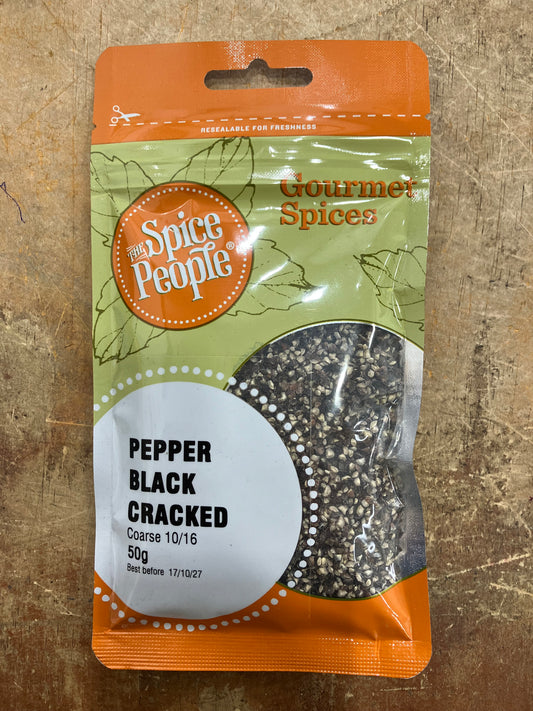 RESEALABLE FOR FRESHNESS
Gourmet
Spices
THE
Spice
People®
PEPPER
BLACK
CRACKED
Coarse 10/16
50g
Best before 17/10/27